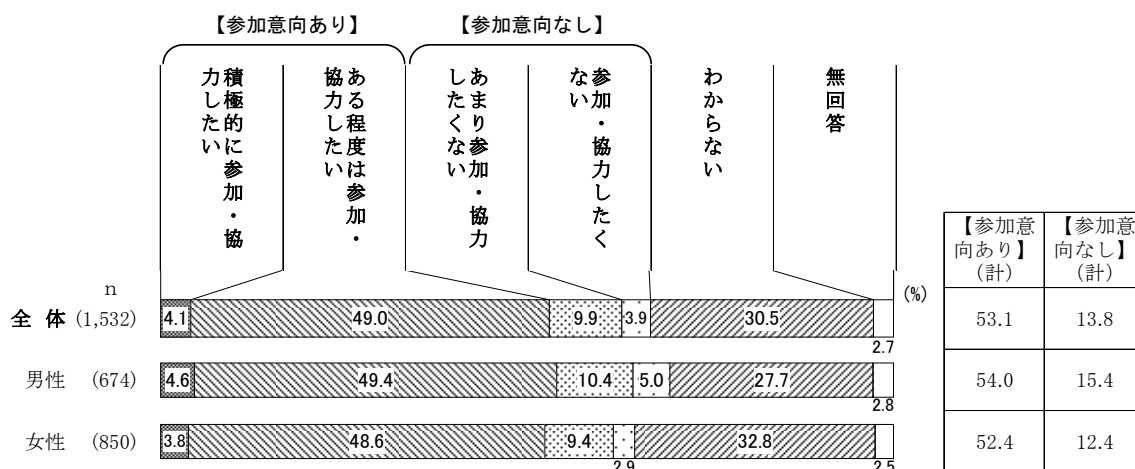 【参加意向あり】
【参加意向なし】
積極的に参加・協
力したい
ある程度は参加・
協力したい
あまり参加・協力
したくない
参加・協力したく
ない
わからない
無回答
【参加意
向あり】
(計)
【参加意
向なし】
(計)
n
(%)
全 体 (1,532) 4.1 49.0 9.9 3.9 30.5 53.1 13.8
2.7
男性 (674) 4.6 49.4 10.4 5.0 27.7 54.0 15.4
2.8
女性 (850) 3.8 48.6 9.4 32.8 52.4 12.4
2.9 2.5